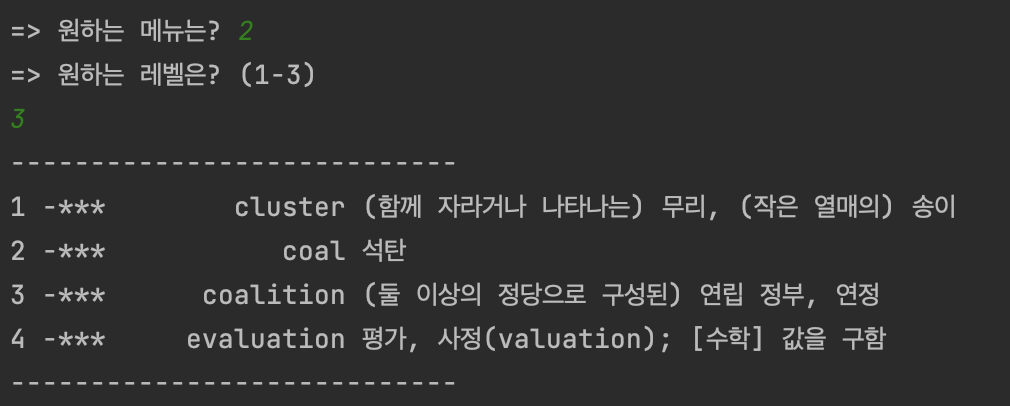 => 원하는 메뉴는? 2
=> 원하는 레벨은? (1-3)
3
----------------------------
1 -***        cluster (함께 자라거나 나타나는) 무리, (작은 열매의) 송이
2 -***           coal 석탄
3 -***      coalition (둘 이상의 정당으로 구성된) 연립 정부, 연정
4 -***     evaluation 평가, 사정(valuation); [수학] 값을 구함
----------------------------